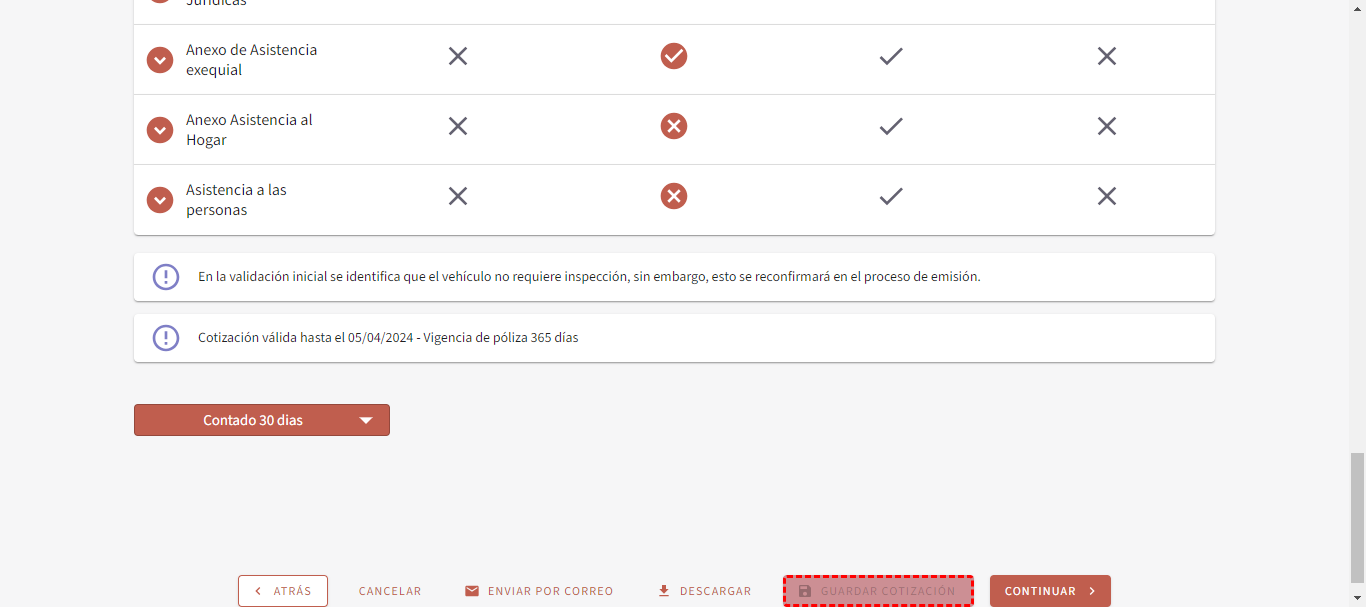 Jurídicas
Anexo de Asistencia
exequial
Anexo Asistencia al
Hogar
Asistencia a las
personas
En la validación inicial se identifica que el vehículo no requiere inspección, sin embargo, esto se reconfirmará en el proceso de emisión.
Cotización válida hasta el 05/04/2024 - Vigencia de póliza 365 días
Contado 30 dias
ATRÁS
CANCELAR
ENVIAR POR CORREO
DESCARGAR
GUARDAR COTIZACIÓN
CONTINUAR